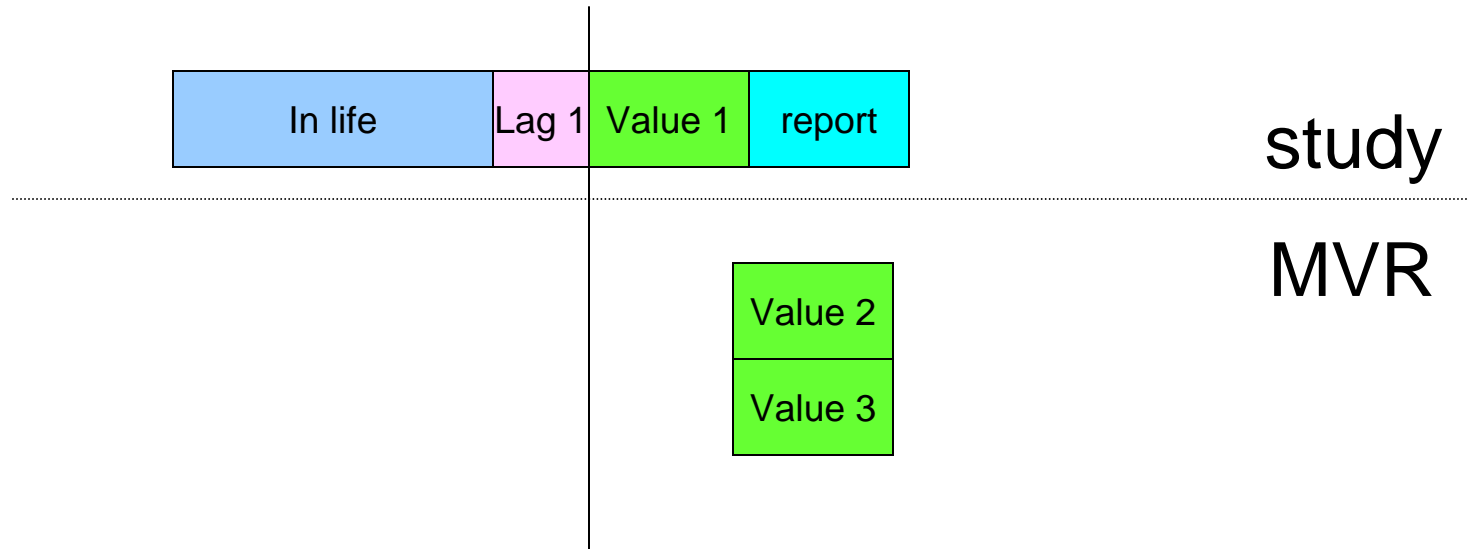 In life
Lag 1
Value 1
report
study
MVR
Value 2
Value 3